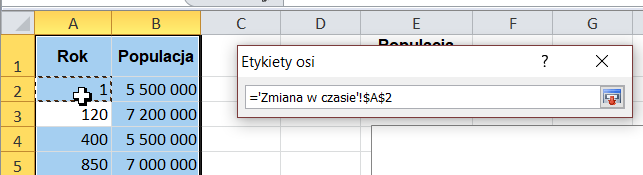 A B C D E F G
Populacja
1 Rok Populacja
Etykiety osi ?
2 1 5 500 000
='Zmiana w czasie'!$A$2
3 120 7 200 000
4 400 5 500 000
5 850 7 000 000